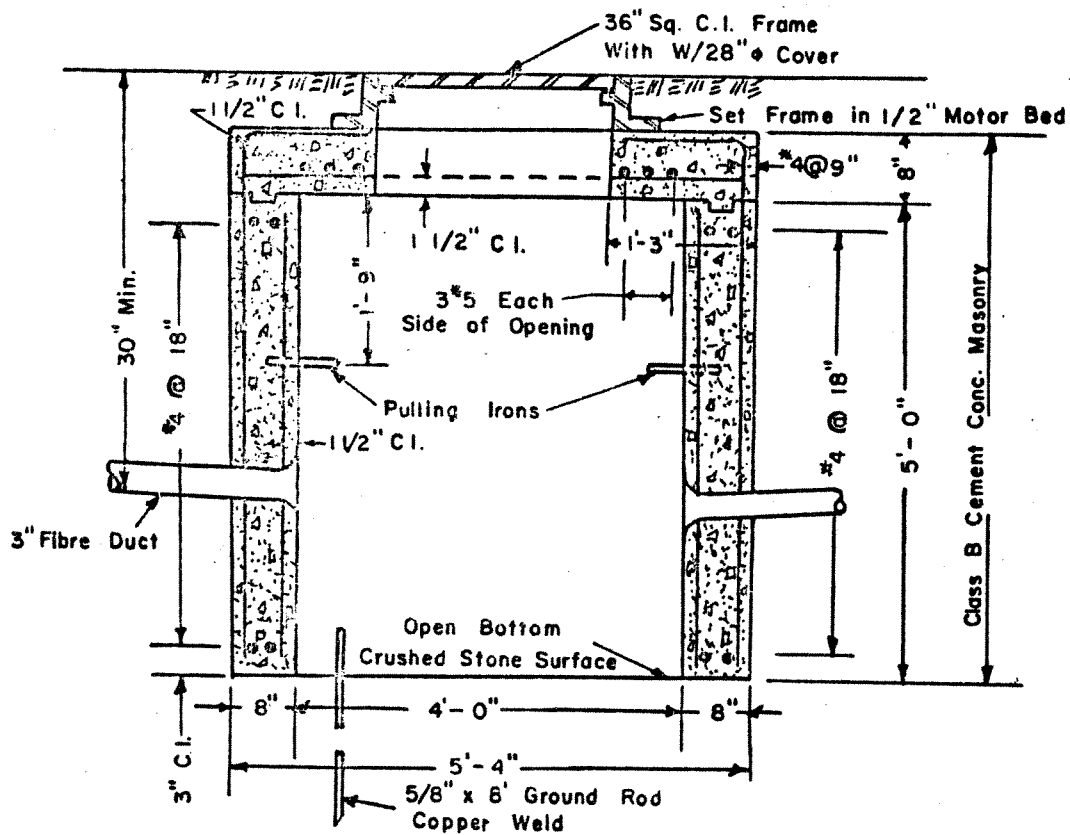 36" Sq. C.I. Frame
With W/28" ϕ Cover
1 1/2" C I.
Set Frame in 1/2" Motor Bed
#4@9"
8"
1 1/2" C I.
1'-3"
1'-9"
3#5 Each
Side of Opening
30" Min.
#4 @ 18"
Pulling Irons
1 1/2" C I.
#4 @ 18"
5'-0"
Class B Cement Conc. Masonry
3" Fibre Duct
Open Bottom
Crushed Stone Surface
8"
4'-0"
8"
3" C.I.
5'-4"
5/8" x 8' Ground Rod
Copper Weld